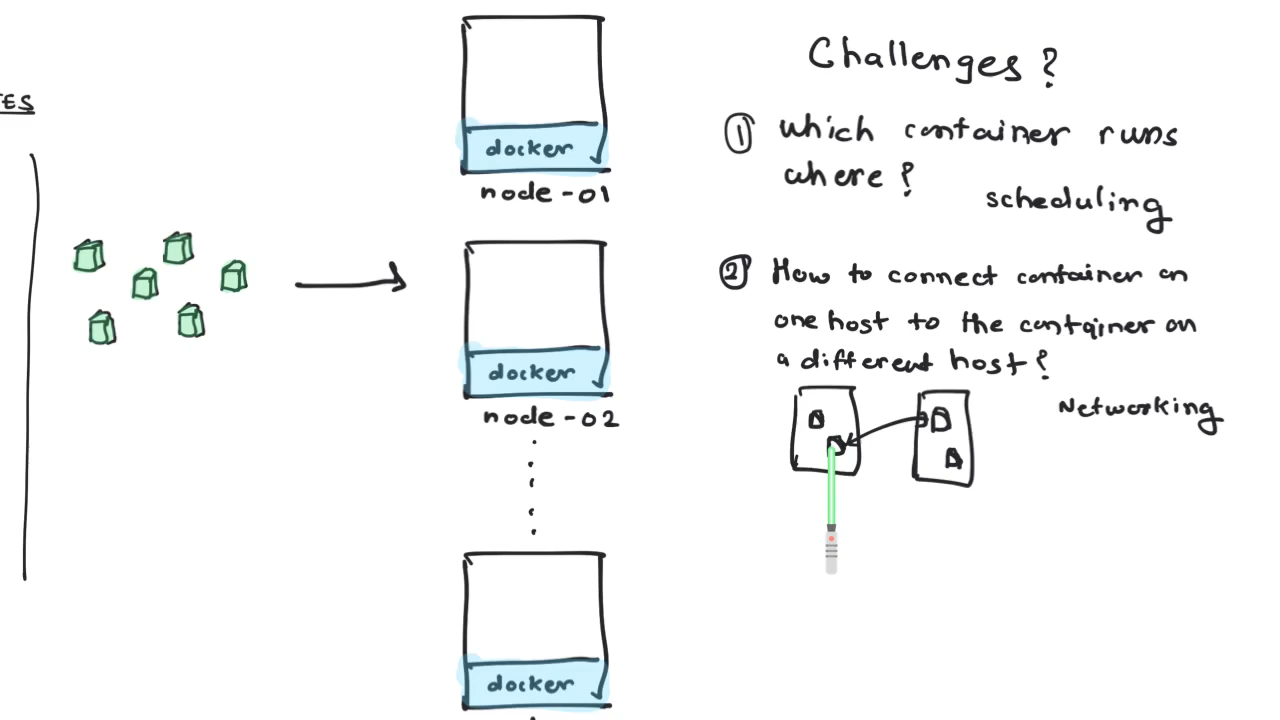 TES
docker
node-01
docker
node-02
docker
Challenges?
① which container runs
where?
scheduling
② How to connect container on
one host to the container on
a different host?
Networking